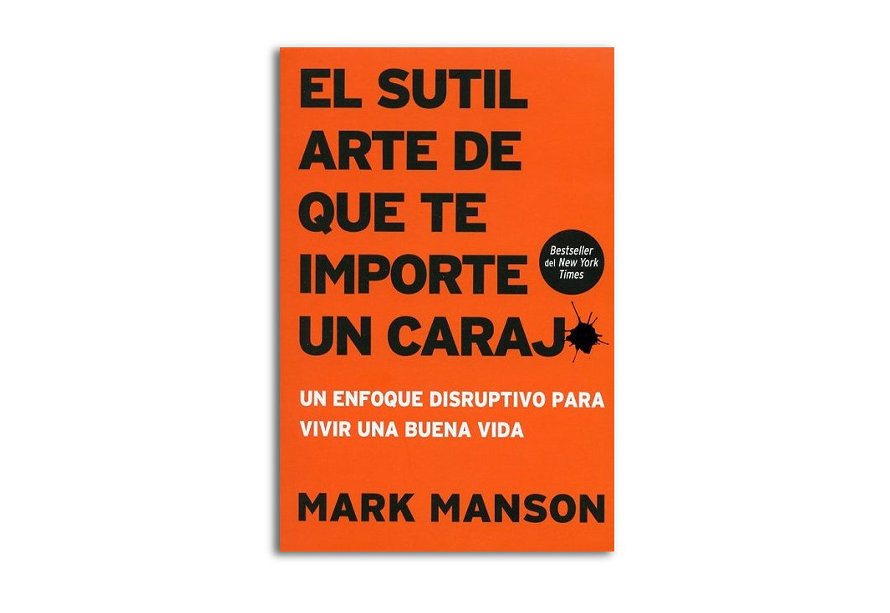 EL SUTIL
ARTE DE
QUE TE
IMPORTE
UN CARAJ
Bestseller
del New York
Times
UN ENFOQUE DISRUPTIVO PARA
VIVIR UNA BUENA VIDA
MARK MANSON